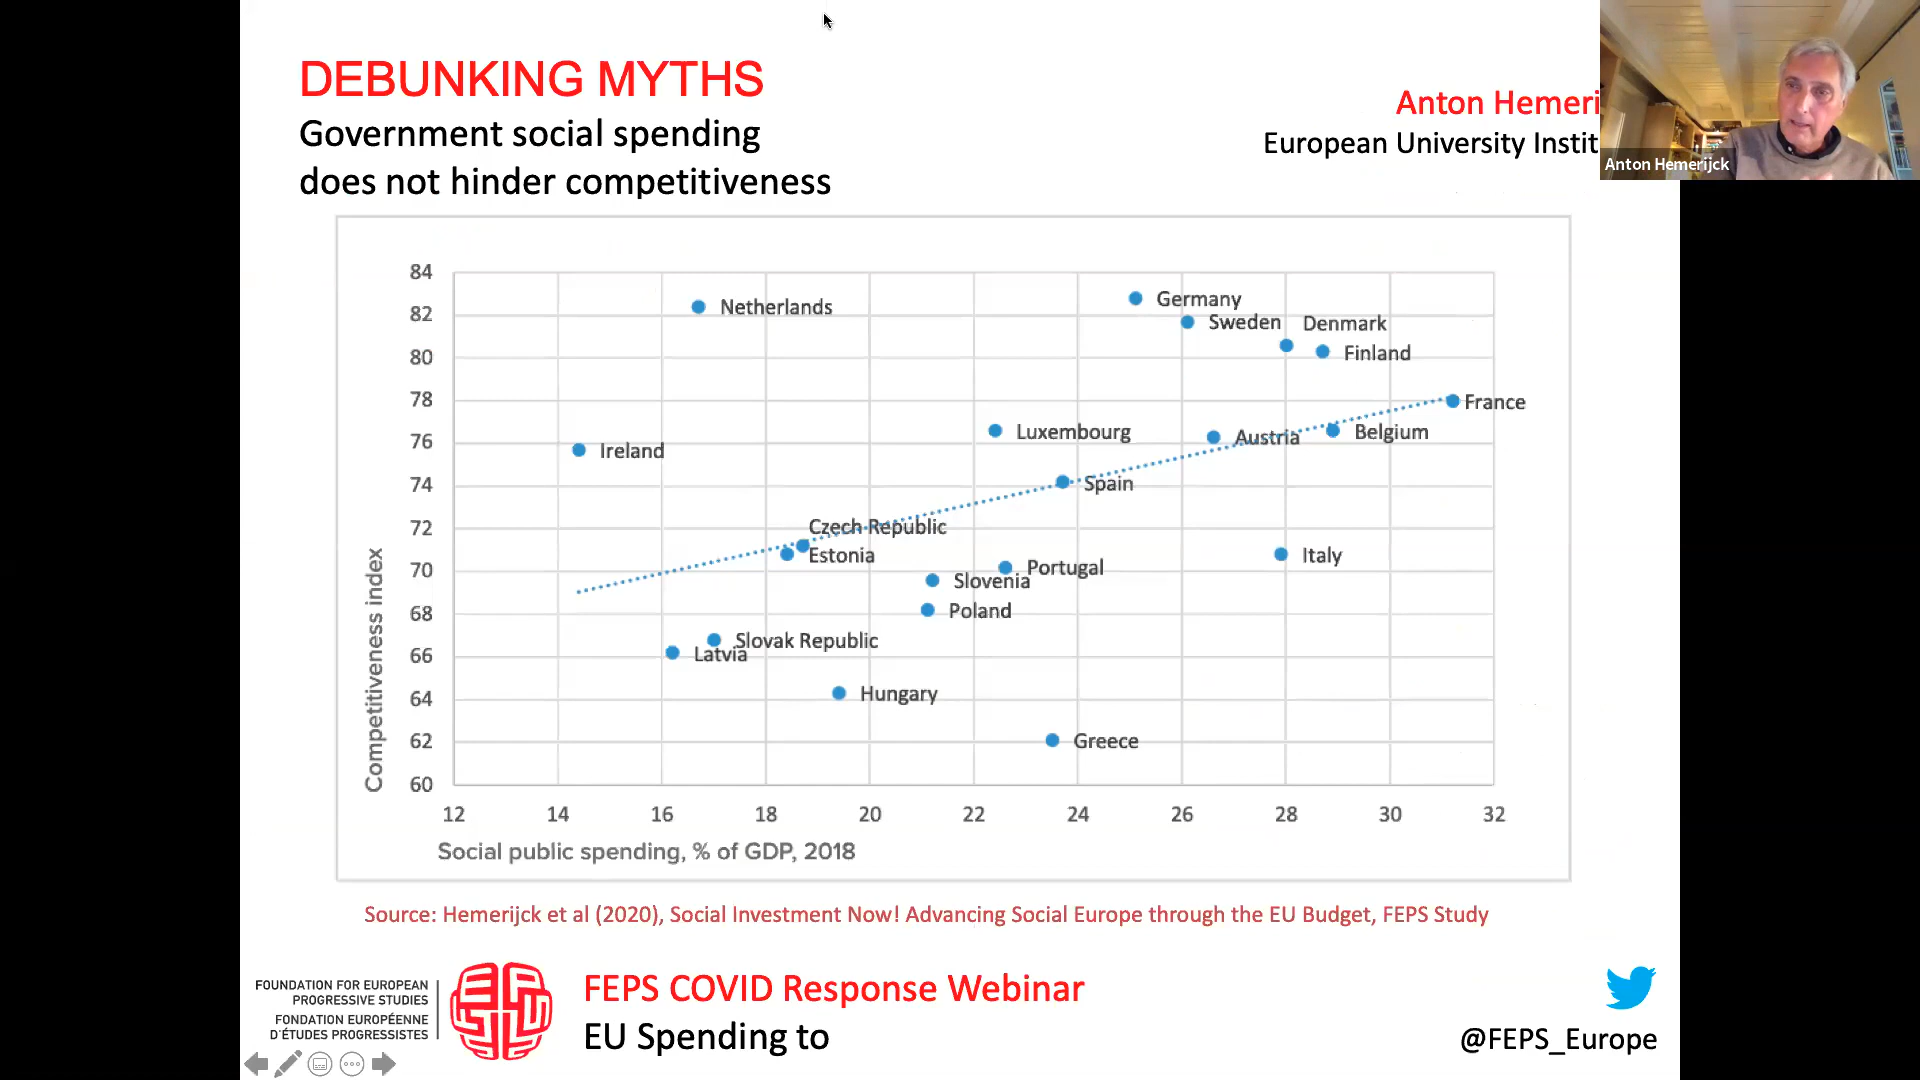 DEBUNKING MYTHS
Government social spending
does not hinder competitiveness
Anton Hemeri
European University Instit
Anton Hemerijck
84
82
80
78
76
74
72
70
68
66
64
62
60
Competitiveness index
Netherlands
Germany
Sweden
Denmark
Finland
France
Luxembourg
Austria
Belgium
Ireland
Spain
Czech Republic
Estonia
Portugal
Italy
Slovenia
Poland
Slovak Republic
Latvia
Hungary
Greece
12 14 16 18 20 22 24 26 28 30 32
Social public spending, % of GDP, 2018
Source: Hemerijck et al (2020), Social Investment Now! Advancing Social Europe through the EU Budget, FEPS Study
FOUNDATION FOR EUROPEAN
PROGRESSIVE STUDIES
FONDATION EUROPÉENNE
D'ÉTUDES PROGRESSISTES
FEPS COVID Response Webinar
EU Spending to
@FEPS_Europe